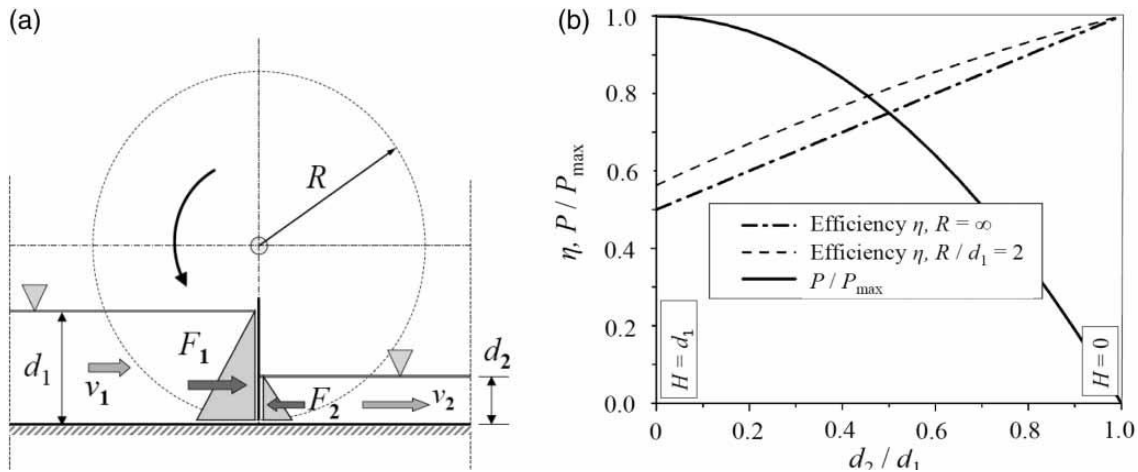 (a)
R
d₁
v₁
F₁
F₂
v₂
d₂
(b)
η, P / Pmax
1.0
0.8
0.6
0.4
0.2
0.0
Efficiency η, R = ∞
Efficiency η, R / d₁ = 2
P / Pmax
H = d₁
H = 0
0 0.2 0.4 0.6 0.8 1.0
d₂ / d₁